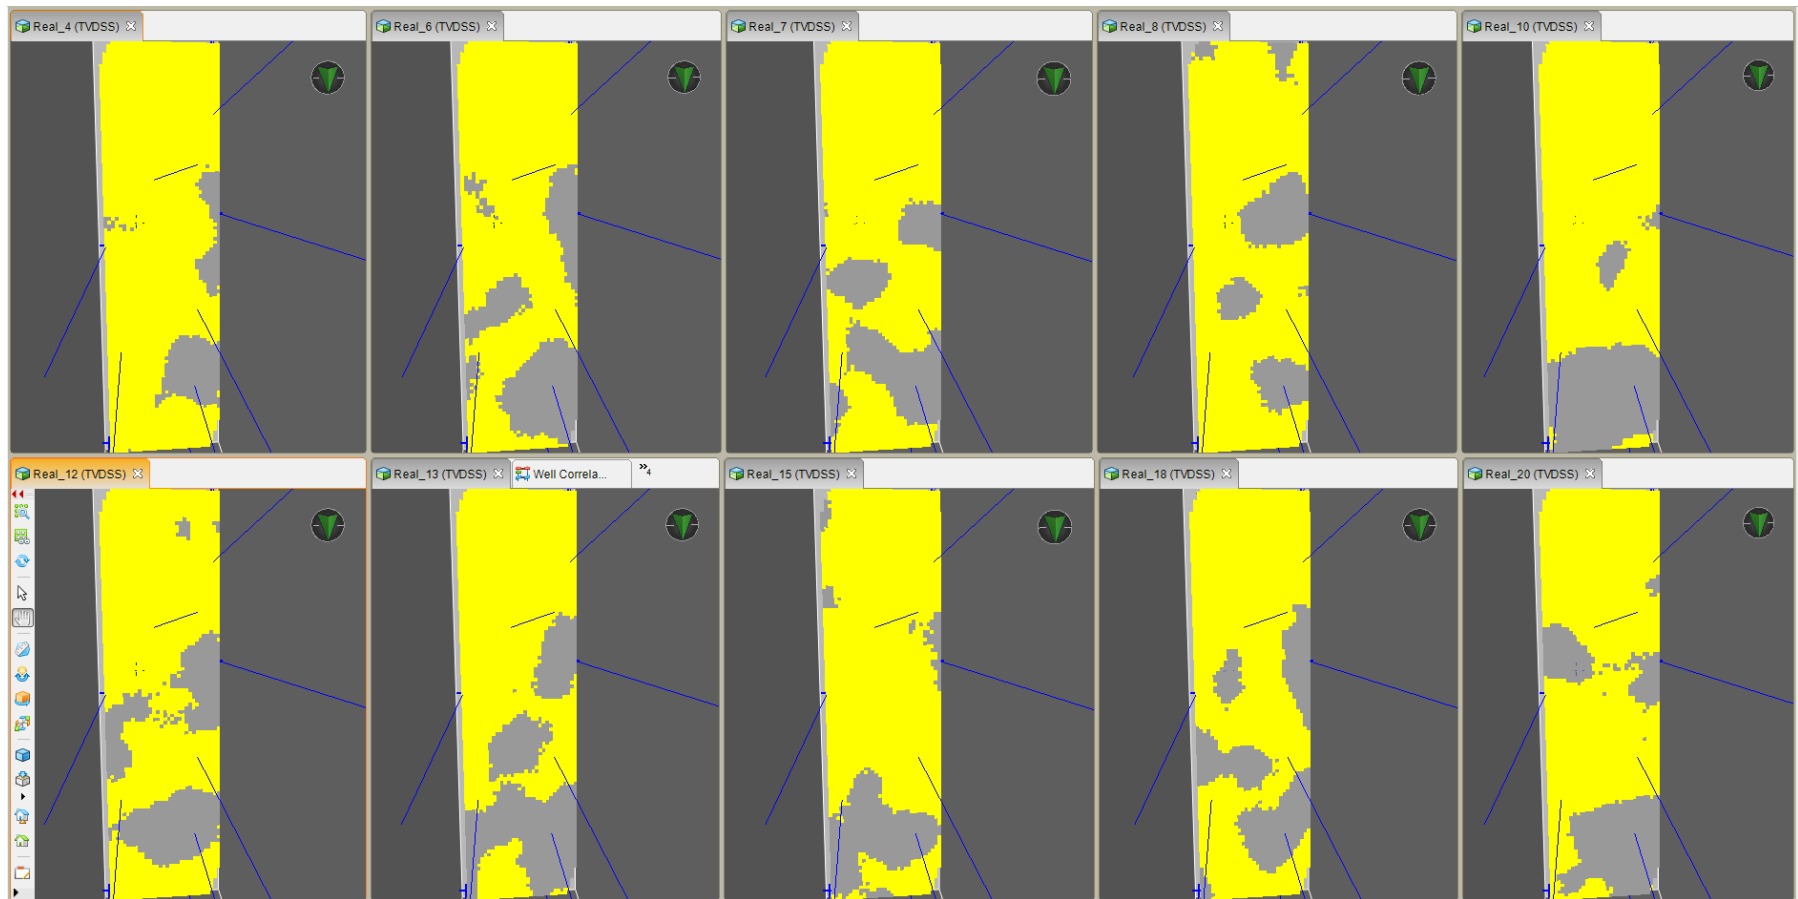 Real_4 (TVDSS)
Real_6 (TVDSS)
Real_7 (TVDSS)
Real_8 (TVDSS)
Real_10 (TVDSS)
Real_12 (TVDSS)
Real_13 (TVDSS)
Well Correla...
»4
Real_15 (TVDSS)
Real_18 (TVDSS)
Real_20 (TVDSS)